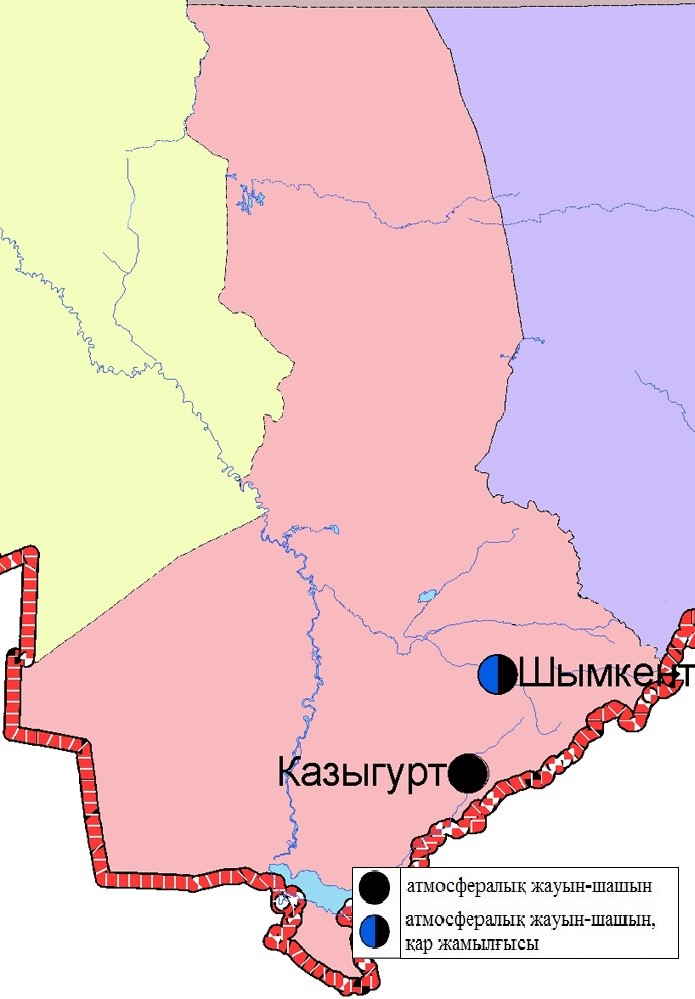 Шымкент
Казыгурт
атмосфералық жауын-шашын
атмосфералық жауын-шашын,
қар жамылғысы